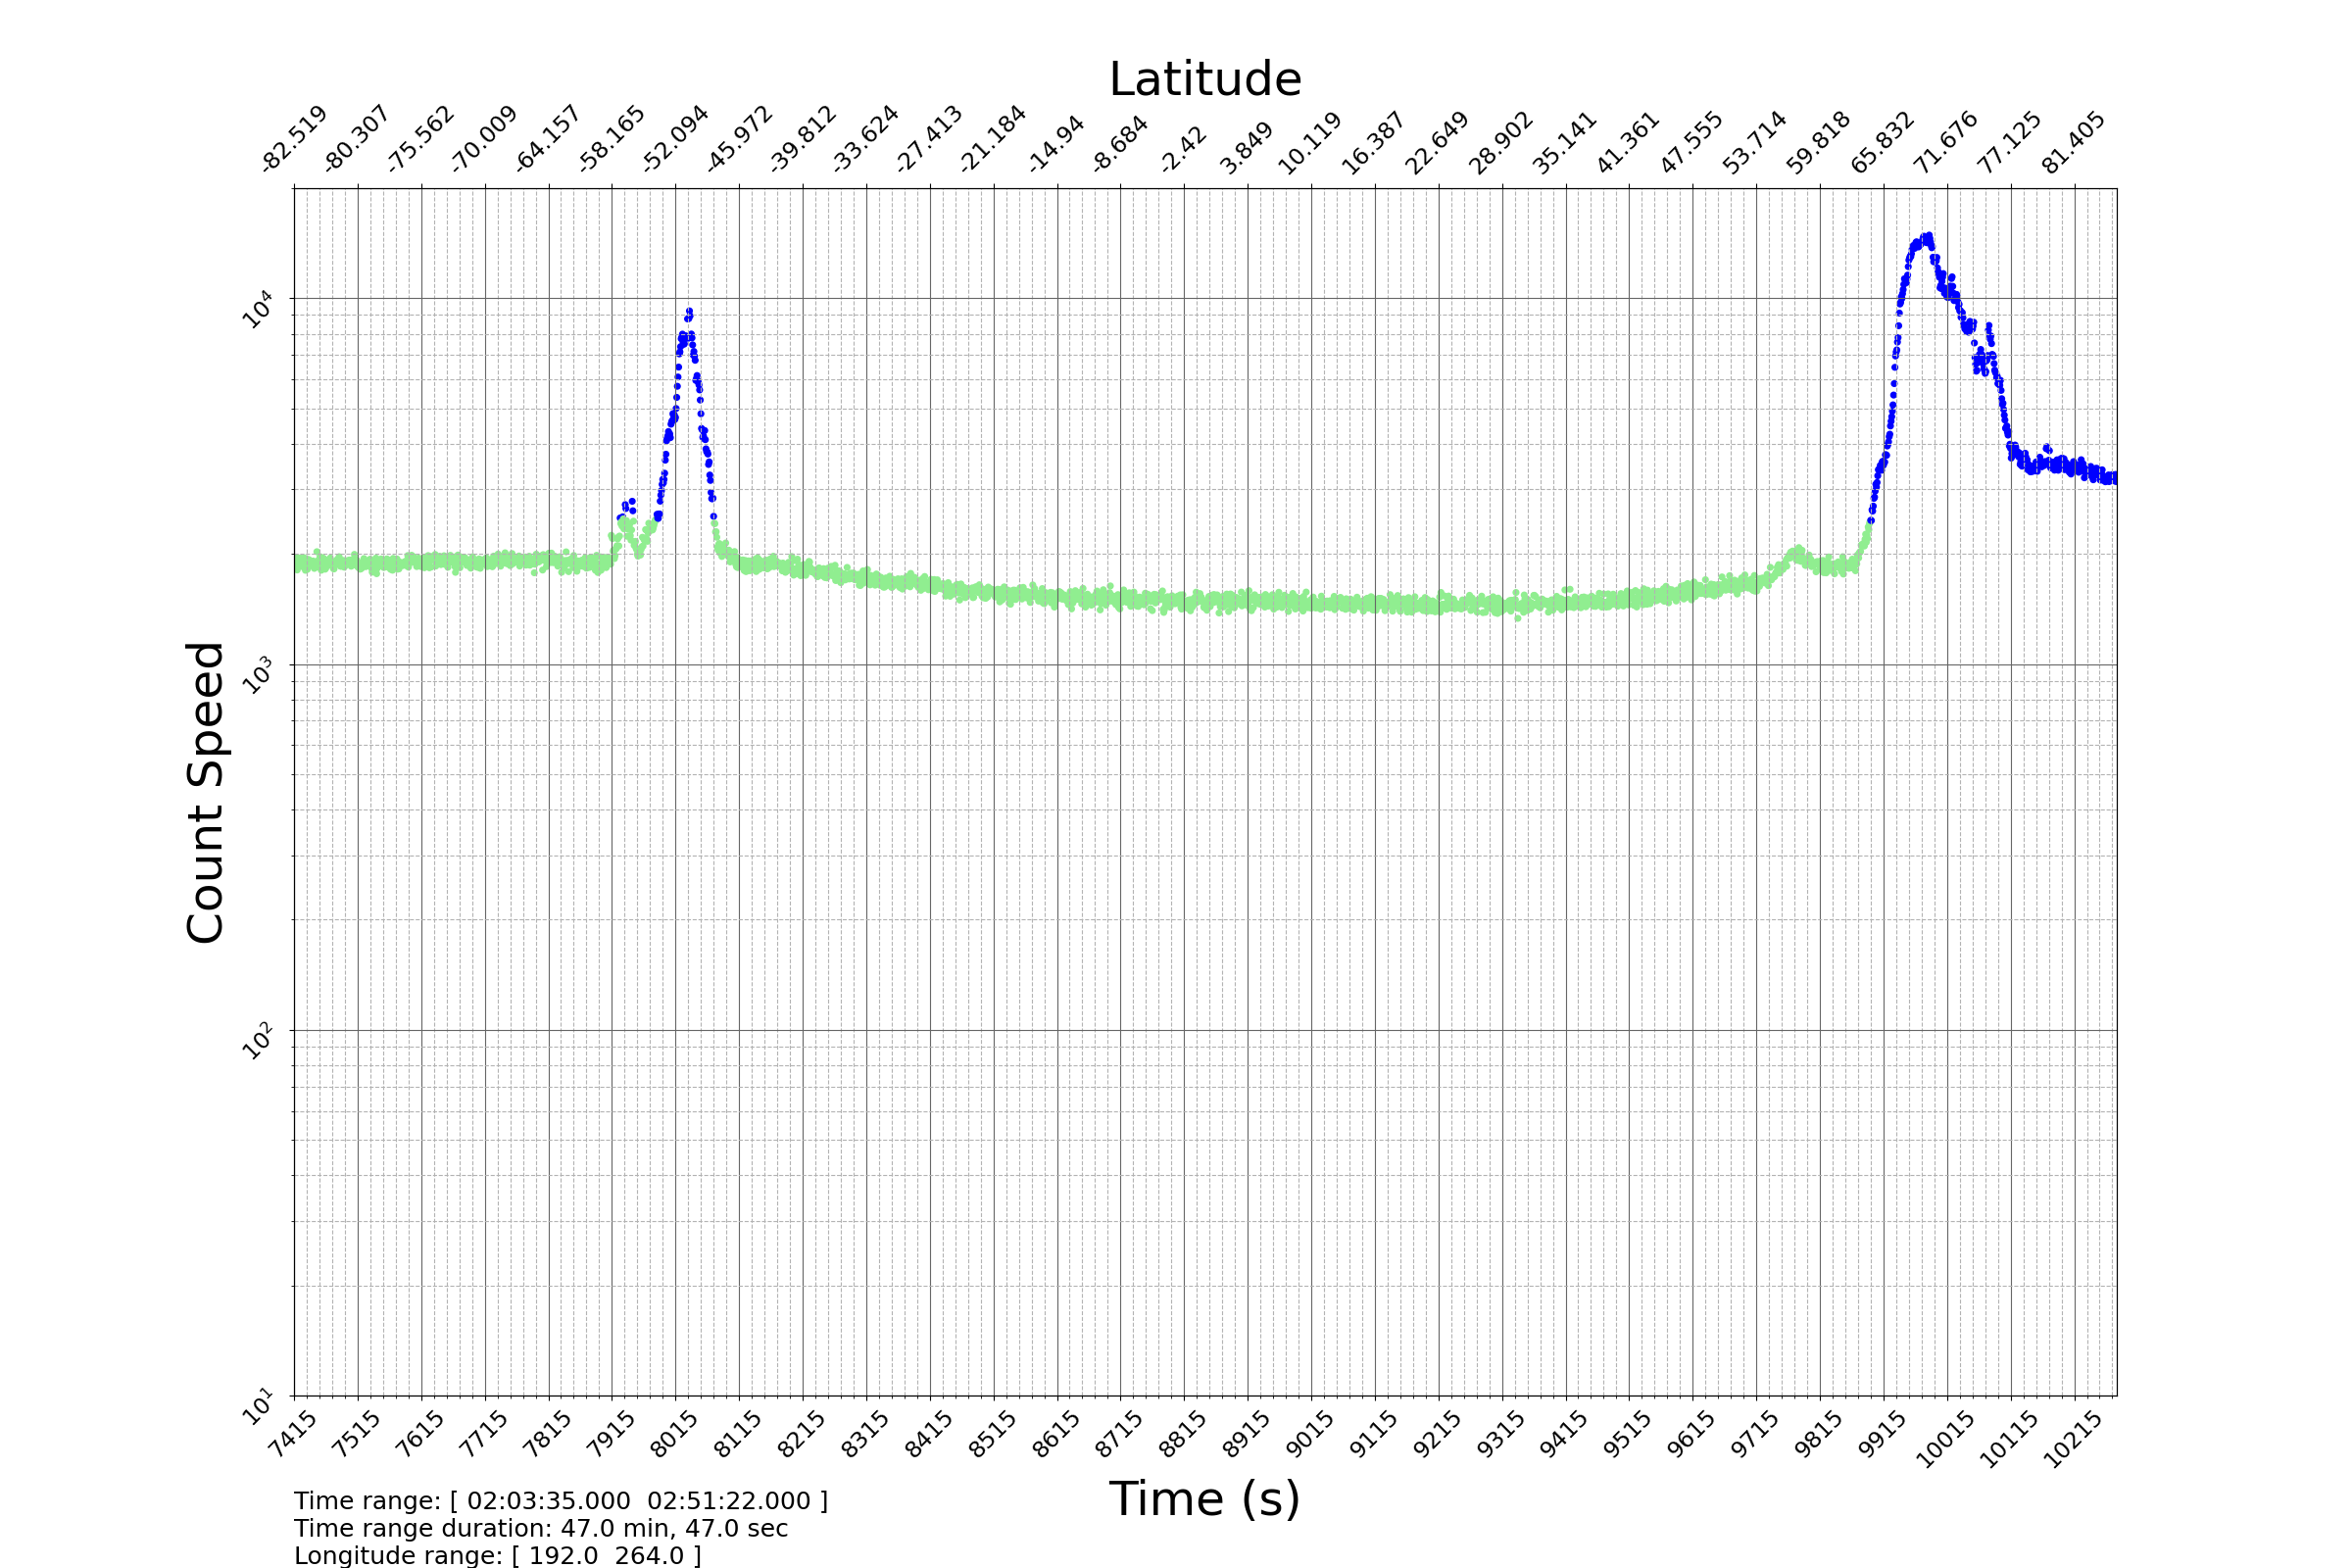 Latitude
-82.519 -80.307 -75.562 -70.009 -64.157 -58.165 -52.094 -45.972 -39.812 -33.624 -27.413 -21.184 -14.94 -8.684 -2.42 3.849 10.119 16.387 22.649 28.902 35.141 41.361 47.555 53.714 59.818 65.832 71.676 77.125 81.405
10⁴
10³
Count Speed
10²
10¹
7415 7515 7615 7715 7815 7915 8015 8115 8215 8315 8415 8515 8615 8715 8815 8915 9015 9115 9215 9315 9415 9515 9615 9715 9815 9915 10015 10115 10215
Time (s)
Time range: [ 02:03:35.000  02:51:22.000 ]
Time range duration: 47.0 min, 47.0 sec
Longitude range: [ 192.0  264.0 ]